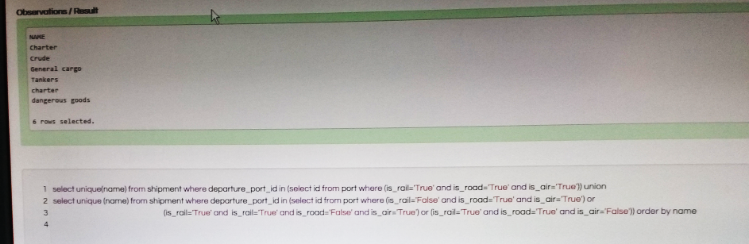 Observations / Result
NAME
Charter
Crude
General cargo
Tankers
charter
dangerous goods
6 rows selected.
1 select unique(name) from shipment where departure_port_id in (select id from port where (is_rail='True' and is_road='True' and is_air='True')) union
2 select unique (name) from shipment where departure_port_id in (select id from port where (is_rail='False' and is_road='True' and is_air='True') or
3 (is_rail='True' and is_rail='True' and is_road='False' and is_air='True') or (is_rail='True' and is_road='True' and is_air='False')) order by name
4